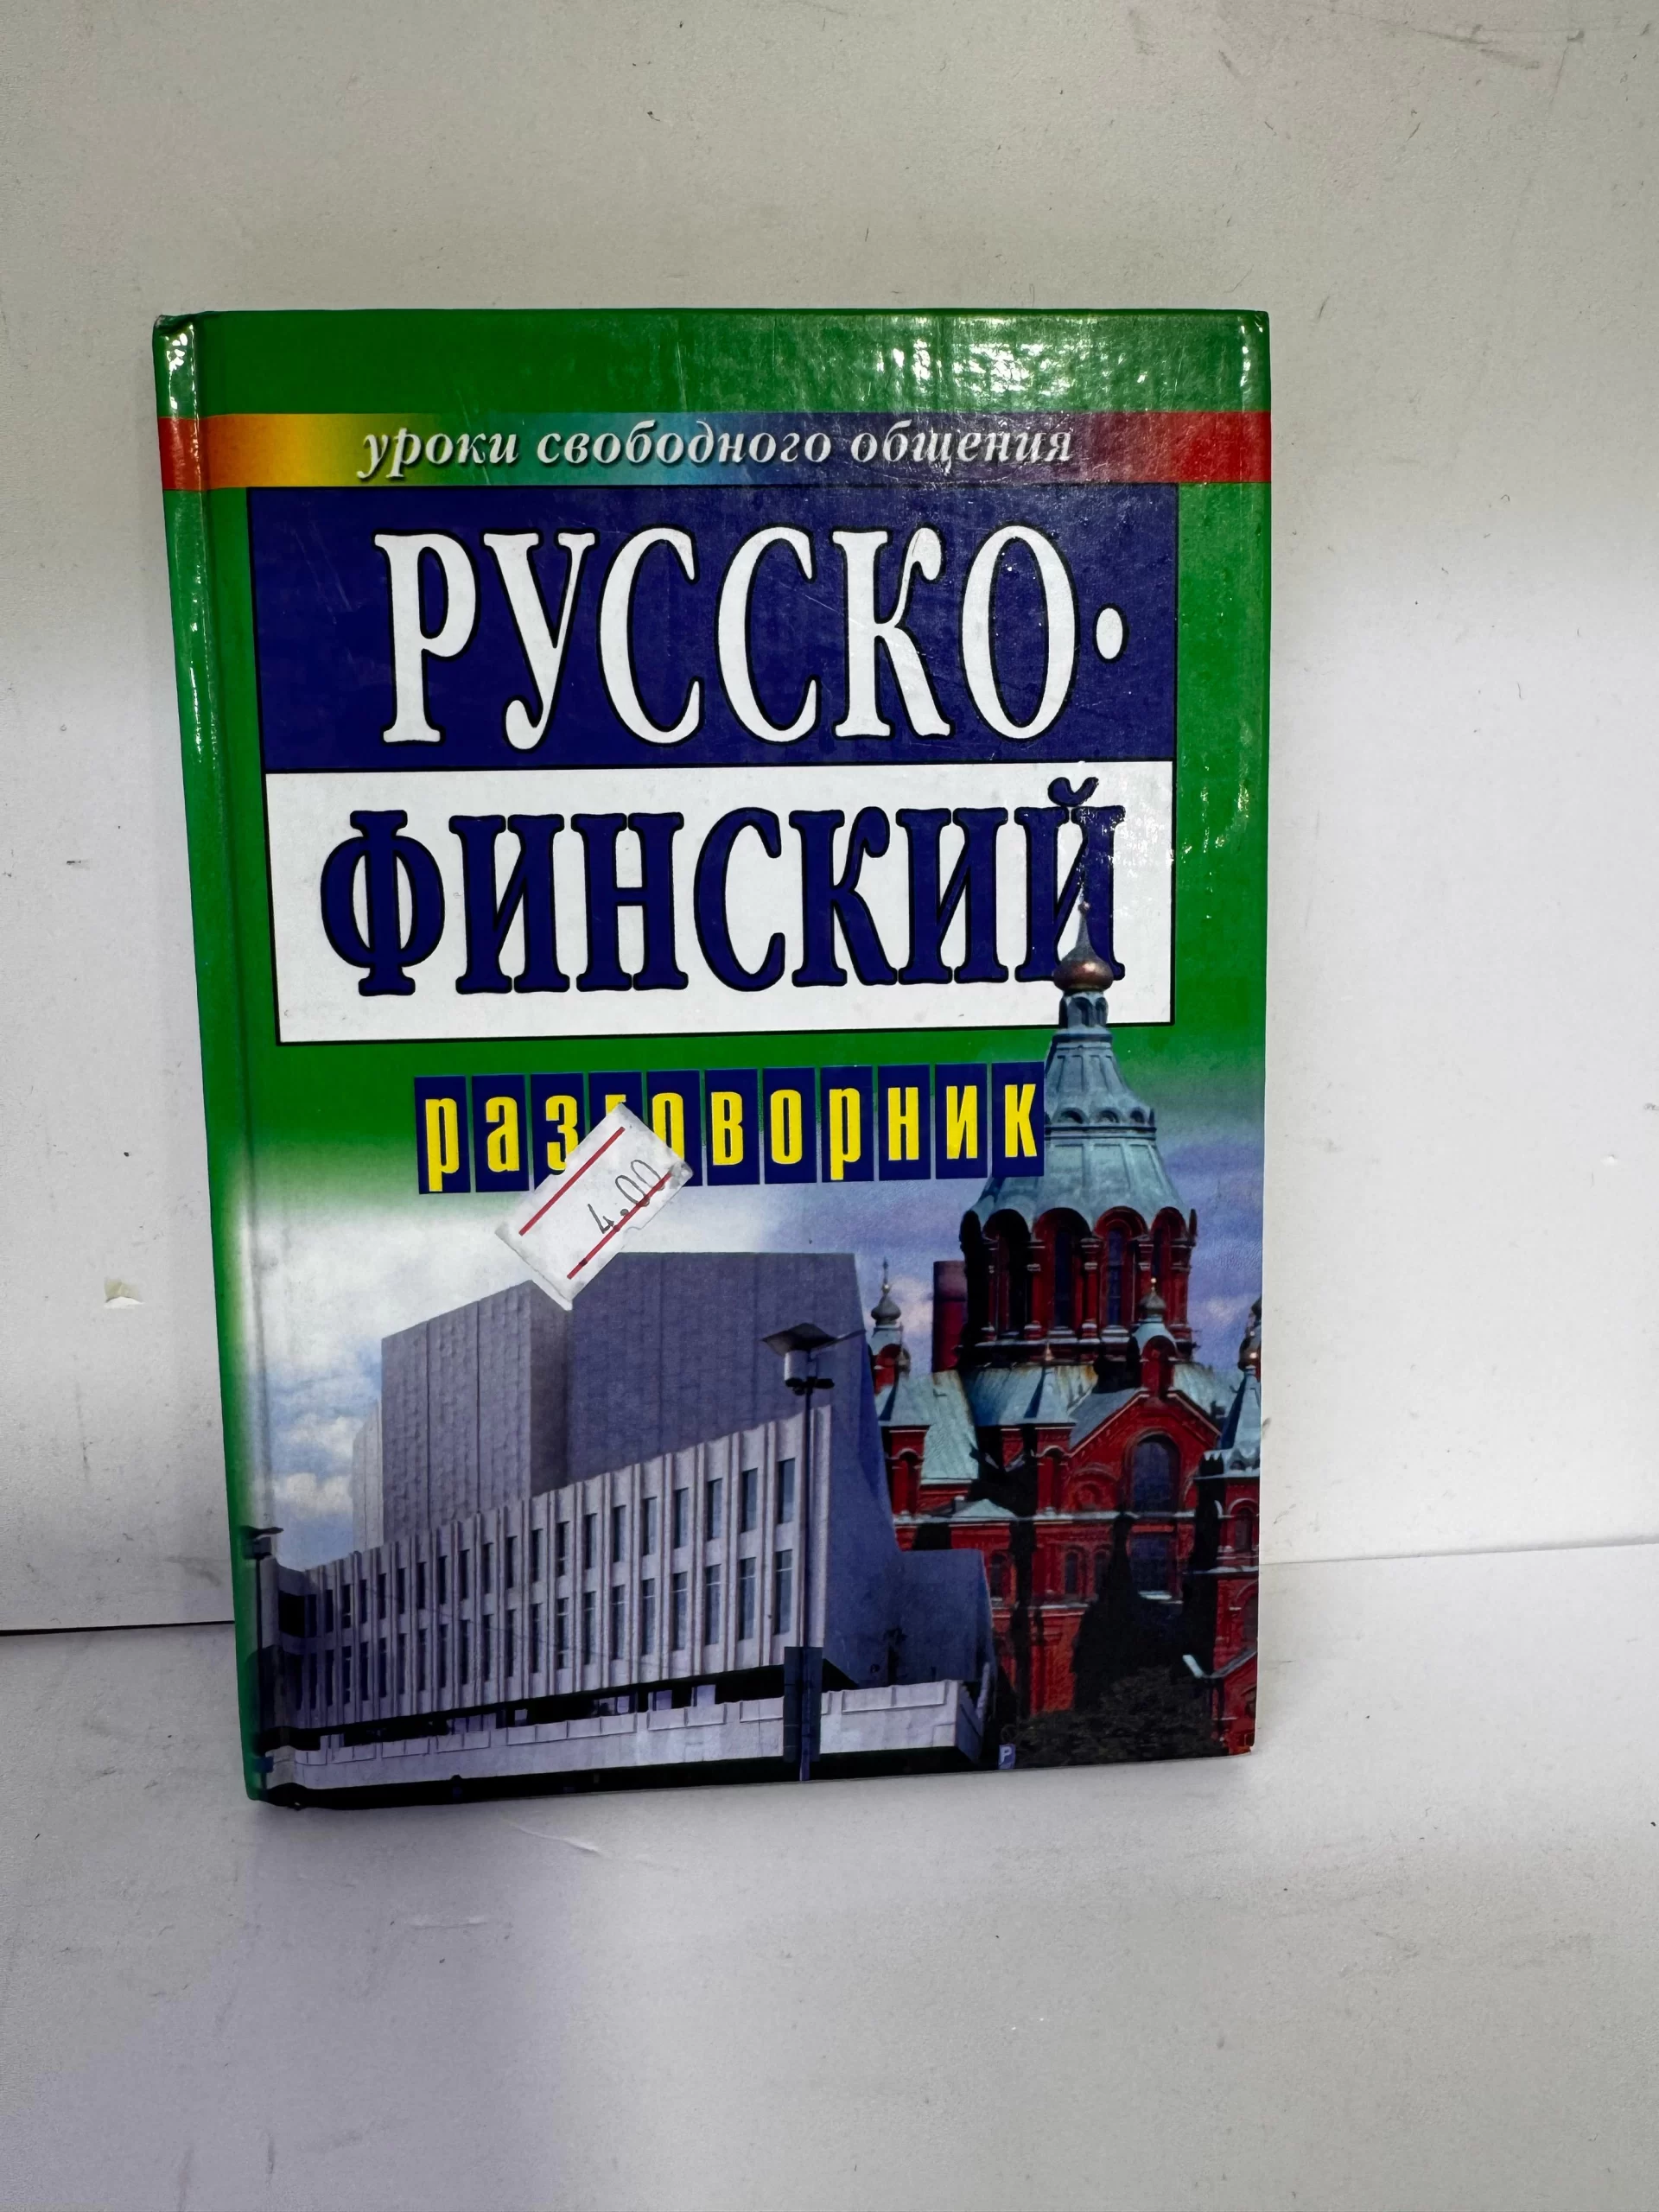 уроки свободного общения
РУССКО·
ФИНСКИЙ
разговорник
4.00
P